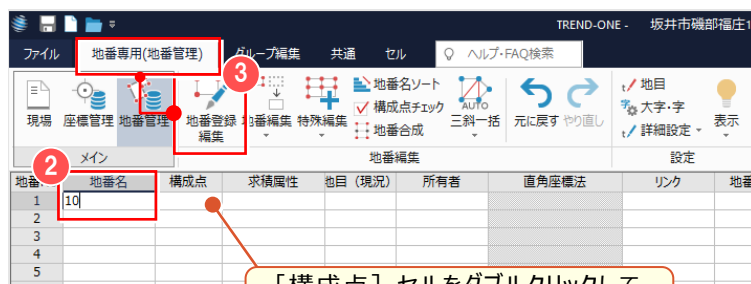 TREND-ONE - 坂井市磯部福庄1
ファイル 地番専用(地番管理) グループ編集 共通 セル ヘルプ・FAQ検索
3
現場 座標管理 地番管理 地番登録編集 地番編集 特殊編集 地番名ソート 構成点チェック 地番合成 AUTO 三斜一括 元に戻す やり直し 地目 大字・字 詳細設定 表示
メイン 地番編集 設定
2
地番 地番名 構成点 求積属性 地目（現況） 所有者 直角座標法 リンク 地番
1 10
2
3
4
5
［構成点］セルをダブルクリックして